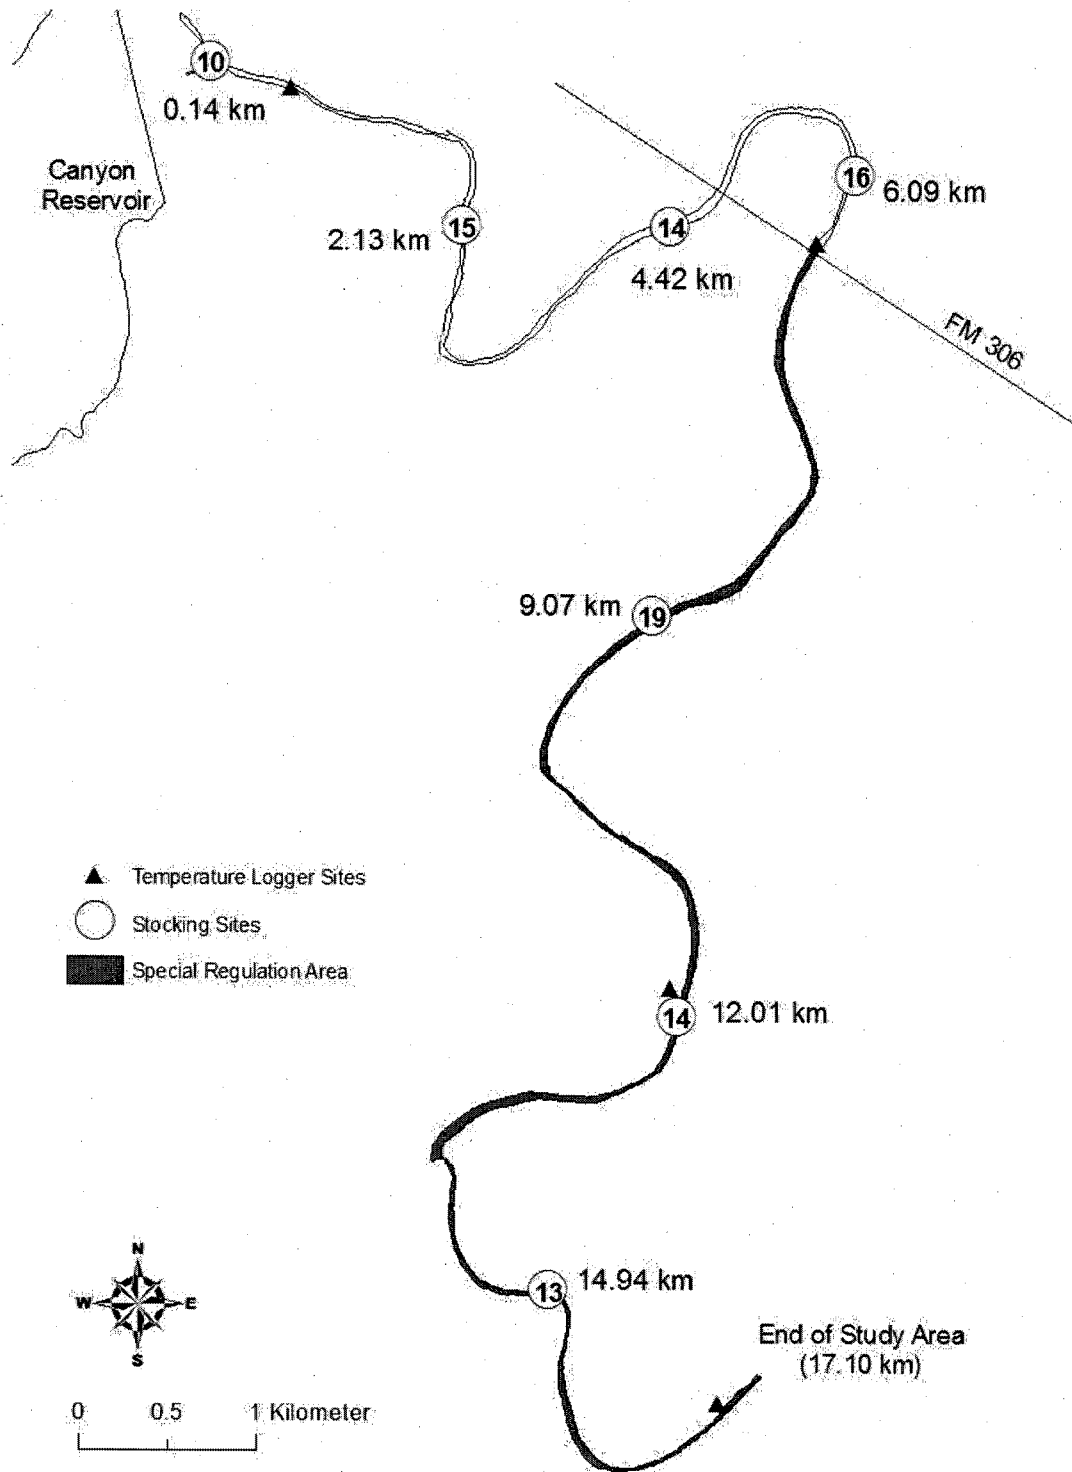 10
0.14 km
Canyon
Reservoir
15
2.13 km
14
4.42 km
16
6.09 km
FM 306
9.07 km
19
Temperature Logger Sites
Stocking Sites
Special Regulation Area
14
12.01 km
13
14.94 km
N
W
E
S
End of Study Area
(17.10 km)
0
0.5
1 Kilometer